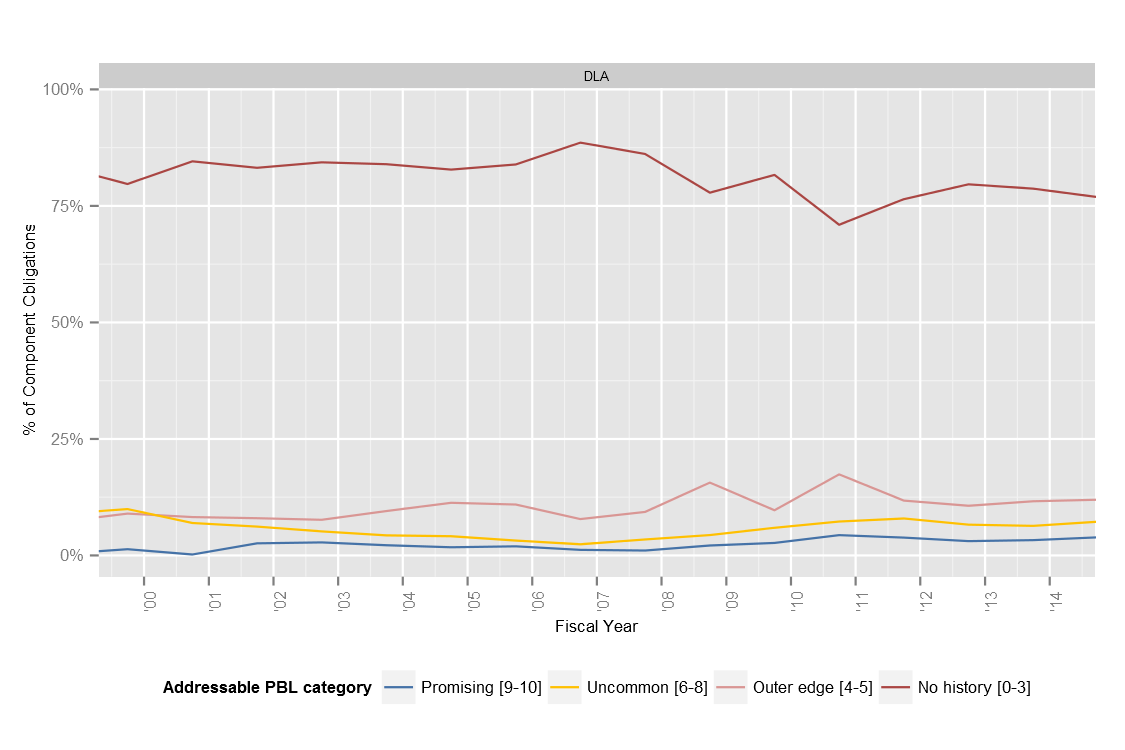 DLA
100%
75%
50%
25%
0%
% of Component Cbligations
'00 '01 '02 '03 '04 '05 '06 '07 '08 '09 '10 '11 '12 '13 '14
Fiscal Year
Addressable PBL category Promising [9-10] Uncommon [6-8] Outer edge [4-5] No history [0-3]